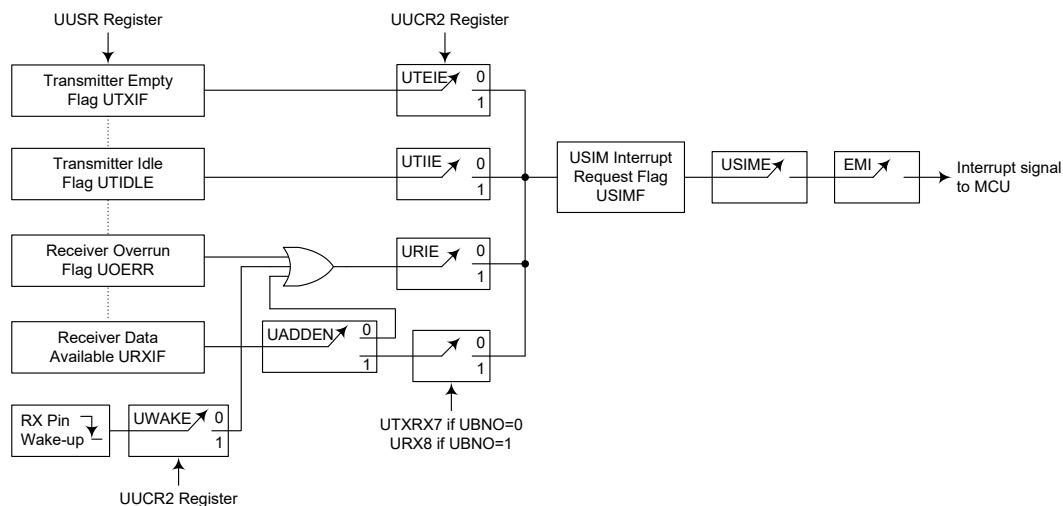 UUSR Register
UUCR2 Register
Transmitter Empty
Flag UTXIF
UTEIE
0
1
Transmitter Idle
Flag UTIDLE
UTIIE
0
1
USIM Interrupt
Request Flag
USIMF
USIME
EMI
Interrupt signal
to MCU
Receiver Overrun
Flag UOERR
URIE
0
1
Receiver Data
Available URXIF
UADDEN
0
1
0
1
RX Pin
Wake-up
UWAKE
0
1
UTXRX7 if UBNO=0
URX8 if UBNO=1
UUCR2 Register